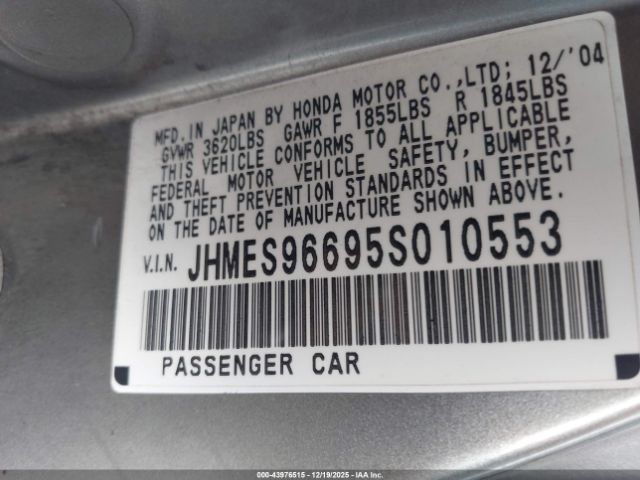 MFD. IN JAPAN BY HONDA MOTOR CO.,LTD; 12/'04
GVWR 3620LBS GAWR F 1855LBS R 1845LBS
THIS VEHICLE CONFORMS TO ALL APPLICABLE
FEDERAL MOTOR VEHICLE SAFETY, BUMPER,
AND THEFT PREVENTION STANDARDS IN EFFECT
ON THE DATE OF MANUFACTURE SHOWN ABOVE.
V.I.N. JHMES96695S010553
PASSENGER CAR
000-43976515 - 12/19/2025 - IAA Inc.